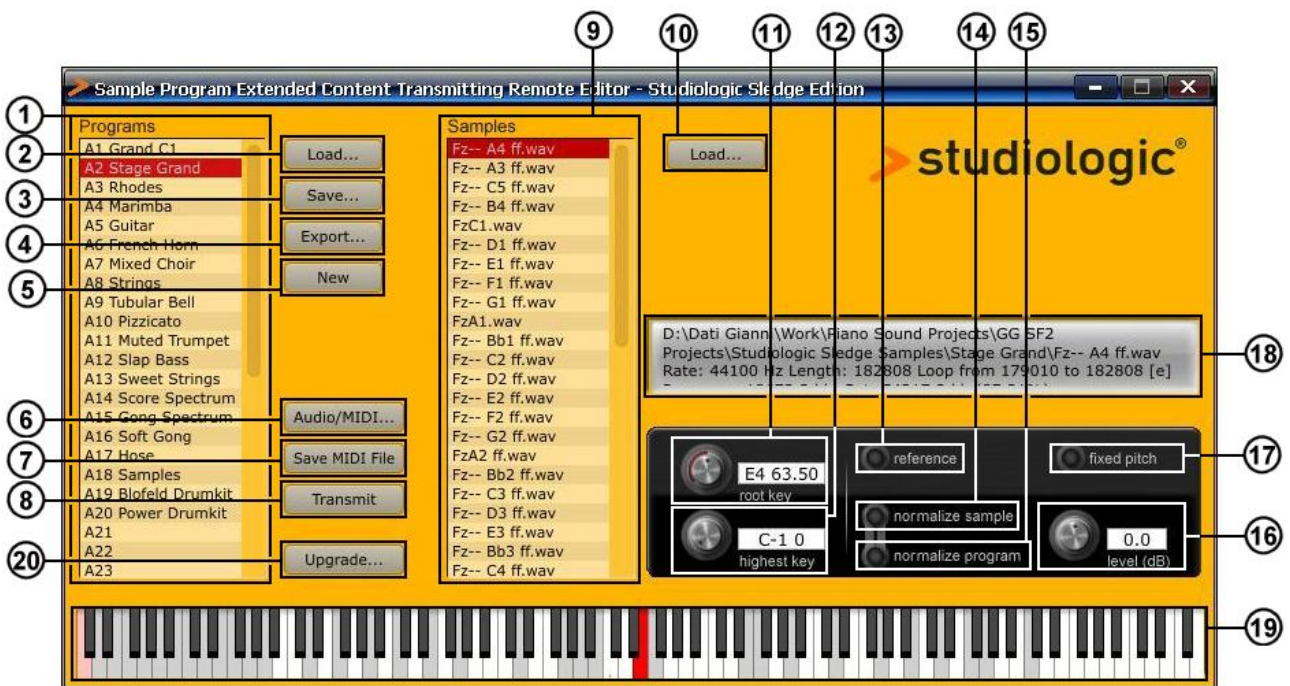 9 10 11 12 13 14 15
Sample Program Extended Content Transmitting Remote Editor - Studiologic Sledge Edtion
1 2 3 4 5 6 7 8 20
Programs
A1 Grand C1
A2 Stage Grand
A3 Rhodes
A4 Marimba
A5 Guitar
A6 French Horn
A7 Mixed Choir
A8 Strings
A9 Tubular Bell
A10 Pizzicato
A11 Muted Trumpet
A12 Slap Bass
A13 Sweet Strings
A14 Score Spectrum
A15 Gong Spectrum
A16 Soft Gong
A17 Hose
A18 Samples
A19 Blofeld Drumkit
A20 Power Drumkit
A21
A22
A23
Load...
Save...
Export...
New
Audio/MIDI...
Save MIDI File
Transmit
Upgrade...
Samples
Fz-- A4 ff.wav
Fz-- A3 ff.wav
Fz-- C5 ff.wav
Fz-- B4 ff.wav
FzC1.wav
Fz-- D1 ff.wav
Fz-- E1 ff.wav
Fz-- F1 ff.wav
Fz-- G1 ff.wav
FzA1.wav
Fz-- Bb1 ff.wav
Fz-- C2 ff.wav
Fz-- D2 ff.wav
Fz-- E2 ff.wav
Fz-- F2 ff.wav
Fz-- G2 ff.wav
FzA2 ff.wav
Fz-- Bb2 ff.wav
Fz-- C3 ff.wav
Fz-- D3 ff.wav
Fz-- E3 ff.wav
Fz-- Bb3 ff.wav
Fz-- C4 ff.wav
Load...
studiologic®
D:\Dati Gianni\Work\Piano Sound Projects\GG SF2
Projects\Studiologic Sledge Samples\Stage Grand\Fz-- A4 ff.wav
Rate: 44100 Hz Length: 182808 Loop from 179010 to 182808 [e]
18
E4 63.50
root key
C-1 0
highest key
reference
normalize sample
normalize program
fixed pitch
0.0
level (dB)
17
16
19